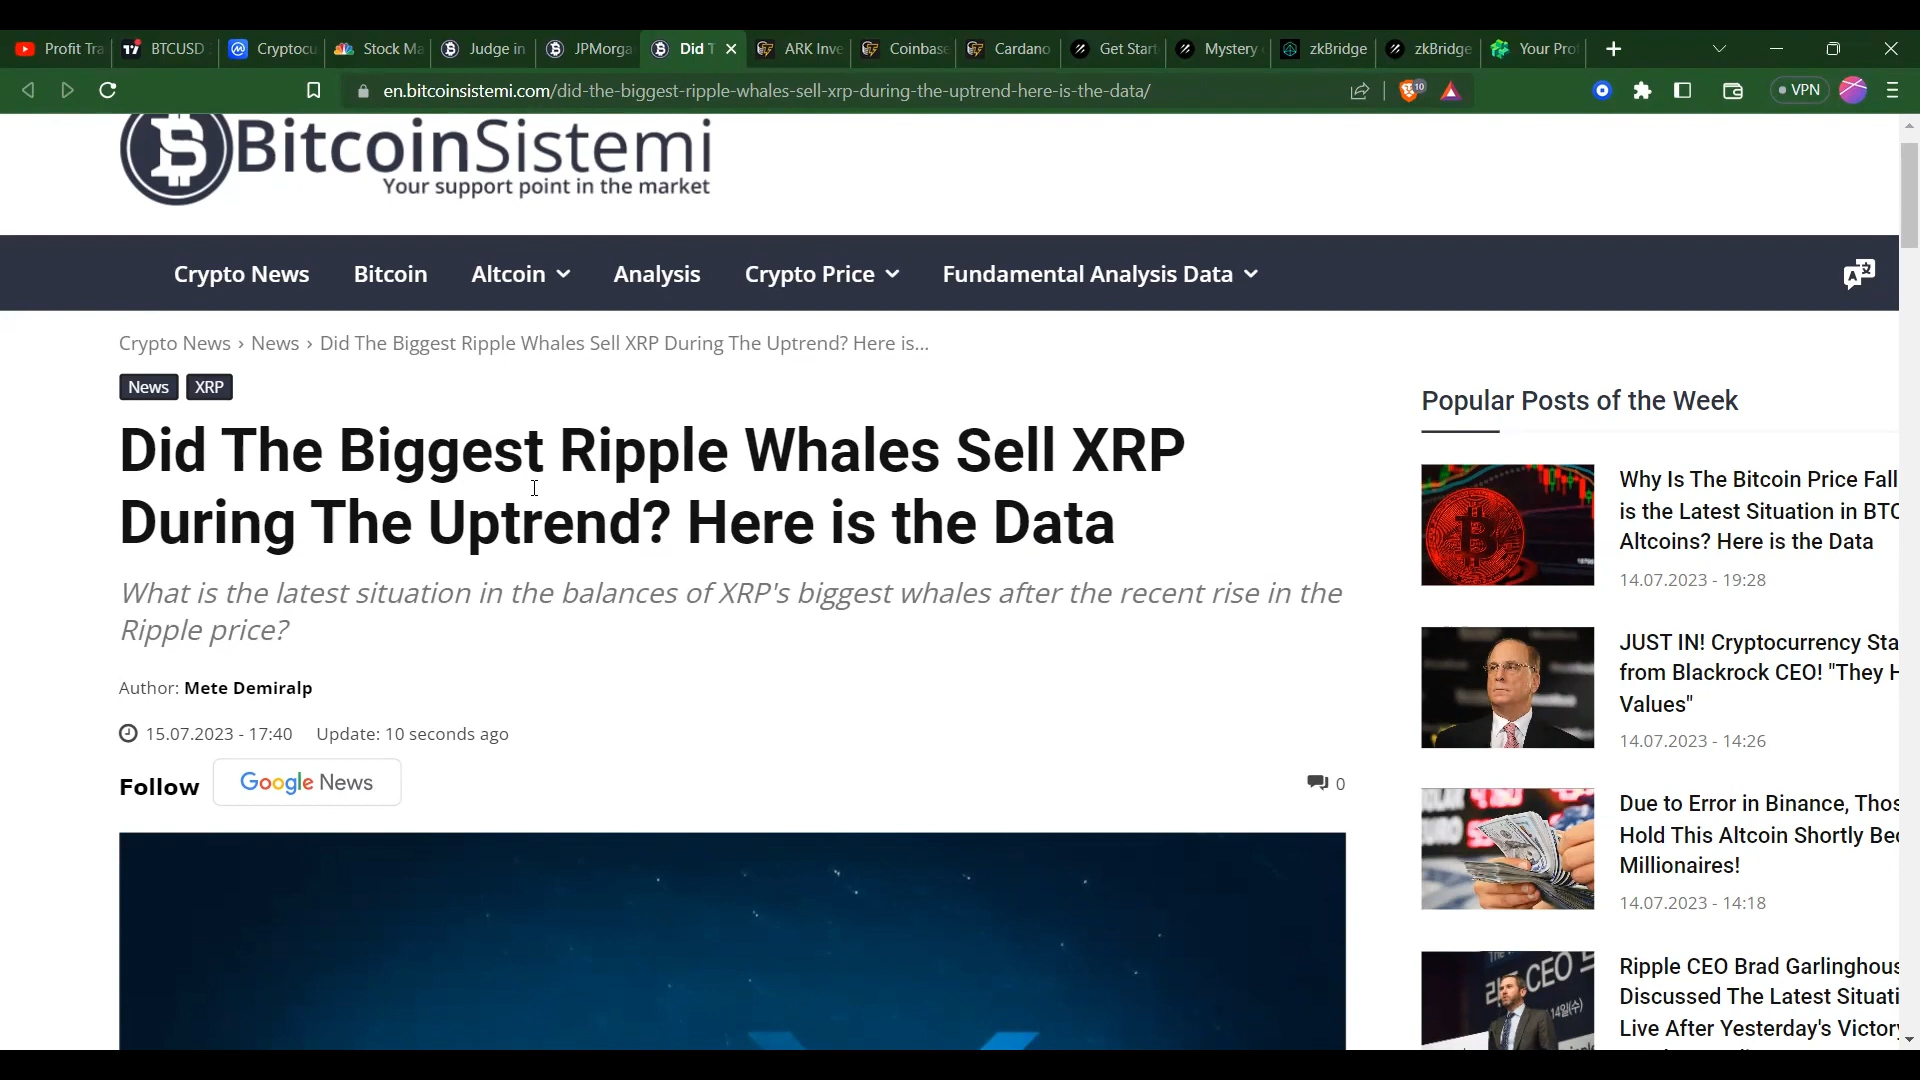 Profit Tra
BTCUSD
Cryptocu
Stock Ma
Judge in
JPMorga
Did T
ARK Inve
Coinbase
Cardano
Get Start
Mystery
zkBridge
zkBridge
Your Prof
en.bitcoinsistemi.com/did-the-biggest-ripple-whales-sell-xrp-during-the-uptrend-here-is-the-data/
10
VPN
BitcoinSistemi
Your support point in the market
Crypto News
Bitcoin
Altcoin
Analysis
Crypto Price
Fundamental Analysis Data
Crypto News › News › Did The Biggest Ripple Whales Sell XRP During The Uptrend? Here is...
News
XRP
Did The Biggest Ripple Whales Sell XRP
During The Uptrend? Here is the Data
What is the latest situation in the balances of XRP's biggest whales after the recent rise in the
Ripple price?
Author: Mete Demiralp
15.07.2023 - 17:40 Update: 10 seconds ago
Follow
Google News
0
Popular Posts of the Week
Why Is The Bitcoin Price Fall
is the Latest Situation in BTC
Altcoins? Here is the Data
14.07.2023 - 19:28
JUST IN! Cryptocurrency Sta
from Blackrock CEO! "They H
Values"
14.07.2023 - 14:26
Due to Error in Binance, Thos
Hold This Altcoin Shortly Bec
Millionaires!
14.07.2023 - 14:18
Ripple CEO Brad Garlinghous
Discussed The Latest Situati
Live After Yesterday's Victory